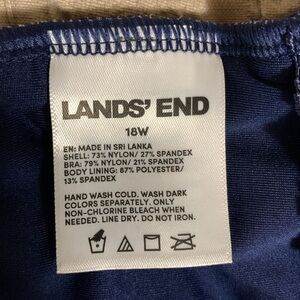 LANDS' END
18W
EN: MADE IN SRI LANKA
SHELL: 73% NYLON/ 27% SPANDEX
BRA: 79% NYLON/ 21% SPANDEX
BODY LINING: 87% POLYESTER/
13% SPANDEX
HAND WASH COLD. WASH DARK
COLORS SEPARATELY. ONLY
NON-CHLORINE BLEACH WHEN
NEEDED. LINE DRY. DO NOT IRON.